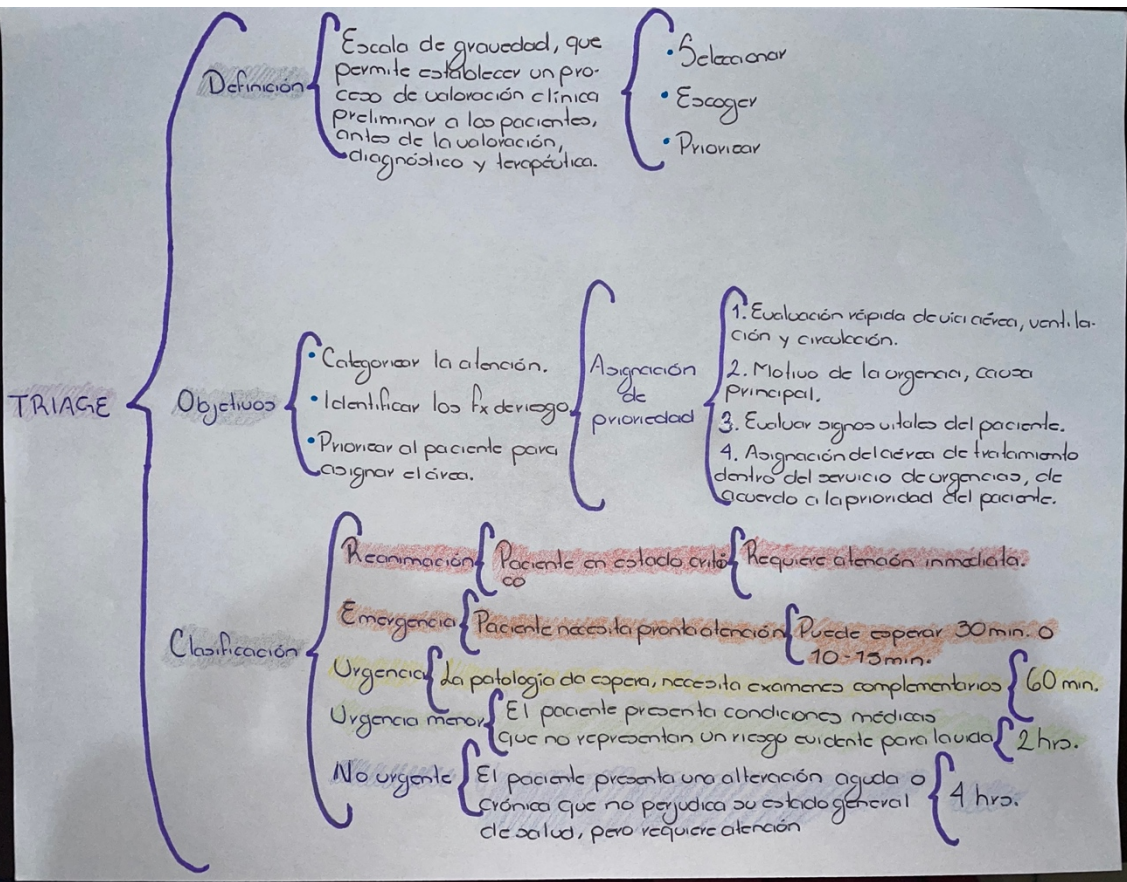 TRIAGE
Definición
Escala de gravedad, que
permite establecer un pro-
ceso de valoración clínica
preliminar a los pacientes,
antes de la valoración,
diagnóstico y terapéutica.
• Seleccionar
• Escoger
• Priorizar
Objetivos
• Categorizar la atención.
• Identificar los fx de riesgo
• Priorizar al paciente para
asignar el área.
Asignación
de
prioridad
1. Evaluación rápida de vía aérea, ventila-
ción y circulación.
2. Motivo de la urgencia, causa
principal.
3. Evaluar signos vitales del paciente.
4. Asignación del área de tratamiento
dentro del servicio de urgencias, de
acuerdo a la prioridad del paciente.
Clasificación
Reanimación
Paciente en estado críti
co
Requiere atención inmediata.
Emergencia
Paciente necesita pronta atención
Puede esperar 30 min. o
10-15 min.
Urgencia
La patología da espera, necesita examenes complementarios
60 min.
Urgencia menor
El paciente presenta condiciones médicas
que no representan un riesgo evidente para la vida
2 hrs.
No urgente
El paciente presenta una alteración aguda o
crónica que no perjudica su estado general
de salud, pero requiere atención
4 hrs.